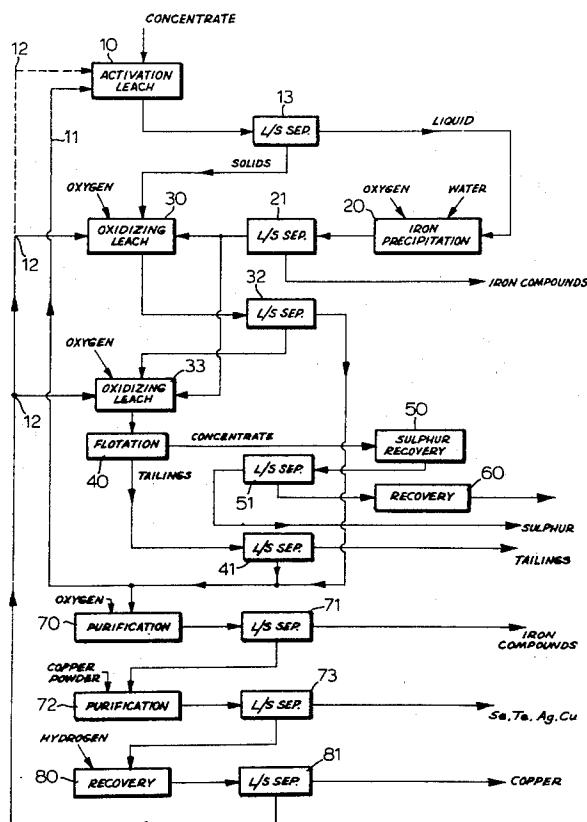 CONCENTRATE
12
10
ACTIVATION
LEACH
11
13
L/S SEP.
LIQUID
SOLIDS
OXYGEN
30
OXIDIZING
LEACH
21
L/S SEP.
OXYGEN
WATER
20
IRON
PRECIPITATION
12
IRON COMPOUNDS
32
L/S SEP.
OXYGEN
33
OXIDIZING
LEACH
12
FLOTATION
40
CONCENTRATE
50
SULPHUR
RECOVERY
TAILINGS
L/S SEP.
51
60
RECOVERY
SULPHUR
L/S SEP.
41
TAILINGS
OXYGEN
70
PURIFICATION
71
L/S SEP.
IRON
COMPOUNDS
COPPER
POWDER
72
PURIFICATION
73
L/S SEP.
Se, Te, Ag, Cu
HYDROGEN
80
RECOVERY
81
L/S SEP.
COPPER